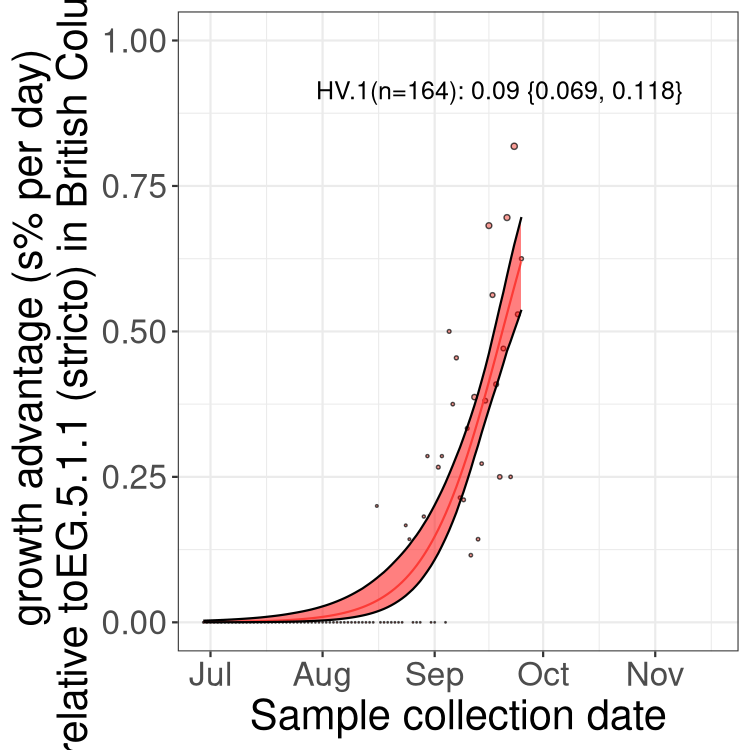 growth advantage (s% per day)
relative toEG.5.1.1 (stricto) in British Colu
1.00
0.75
0.50
0.25
0.00
HV.1(n=164): 0.09 {0.069, 0.118}
Jul Aug Sep Oct Nov
Sample collection date